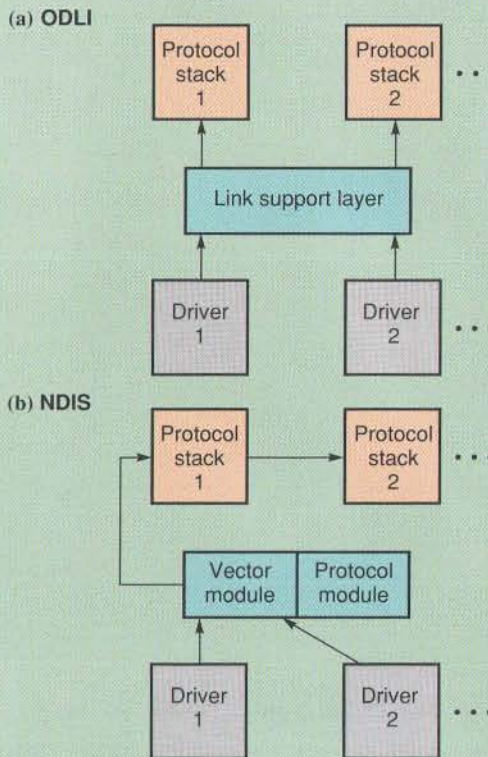 (a) ODLI
Protocol
stack
1
Protocol
stack
2
Link support layer
Driver
1
Driver
2
(b) NDIS
Protocol
stack
1
Protocol
stack
2
Vector
module
Protocol
module
Driver
1
Driver
2